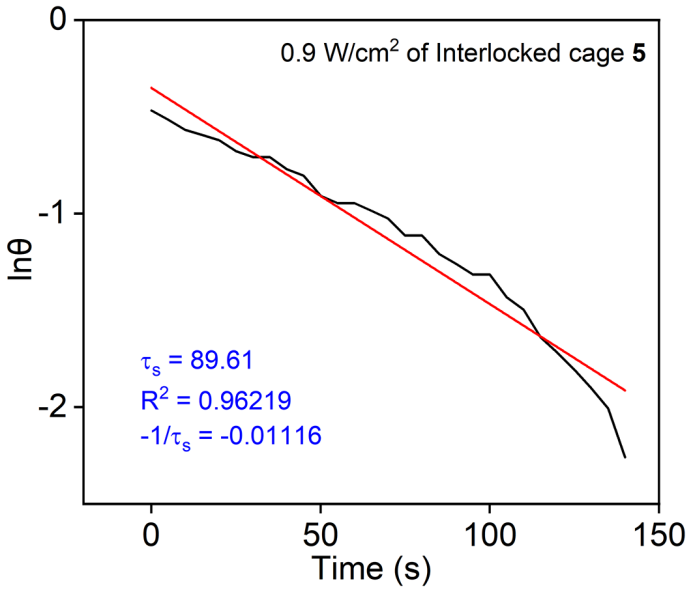 0
0.9 W/cm² of Interlocked cage 5
-1
lnθ
τₛ = 89.61
R² = 0.96219
-2
-1/τₛ = -0.01116
0 50 100 150
Time (s)